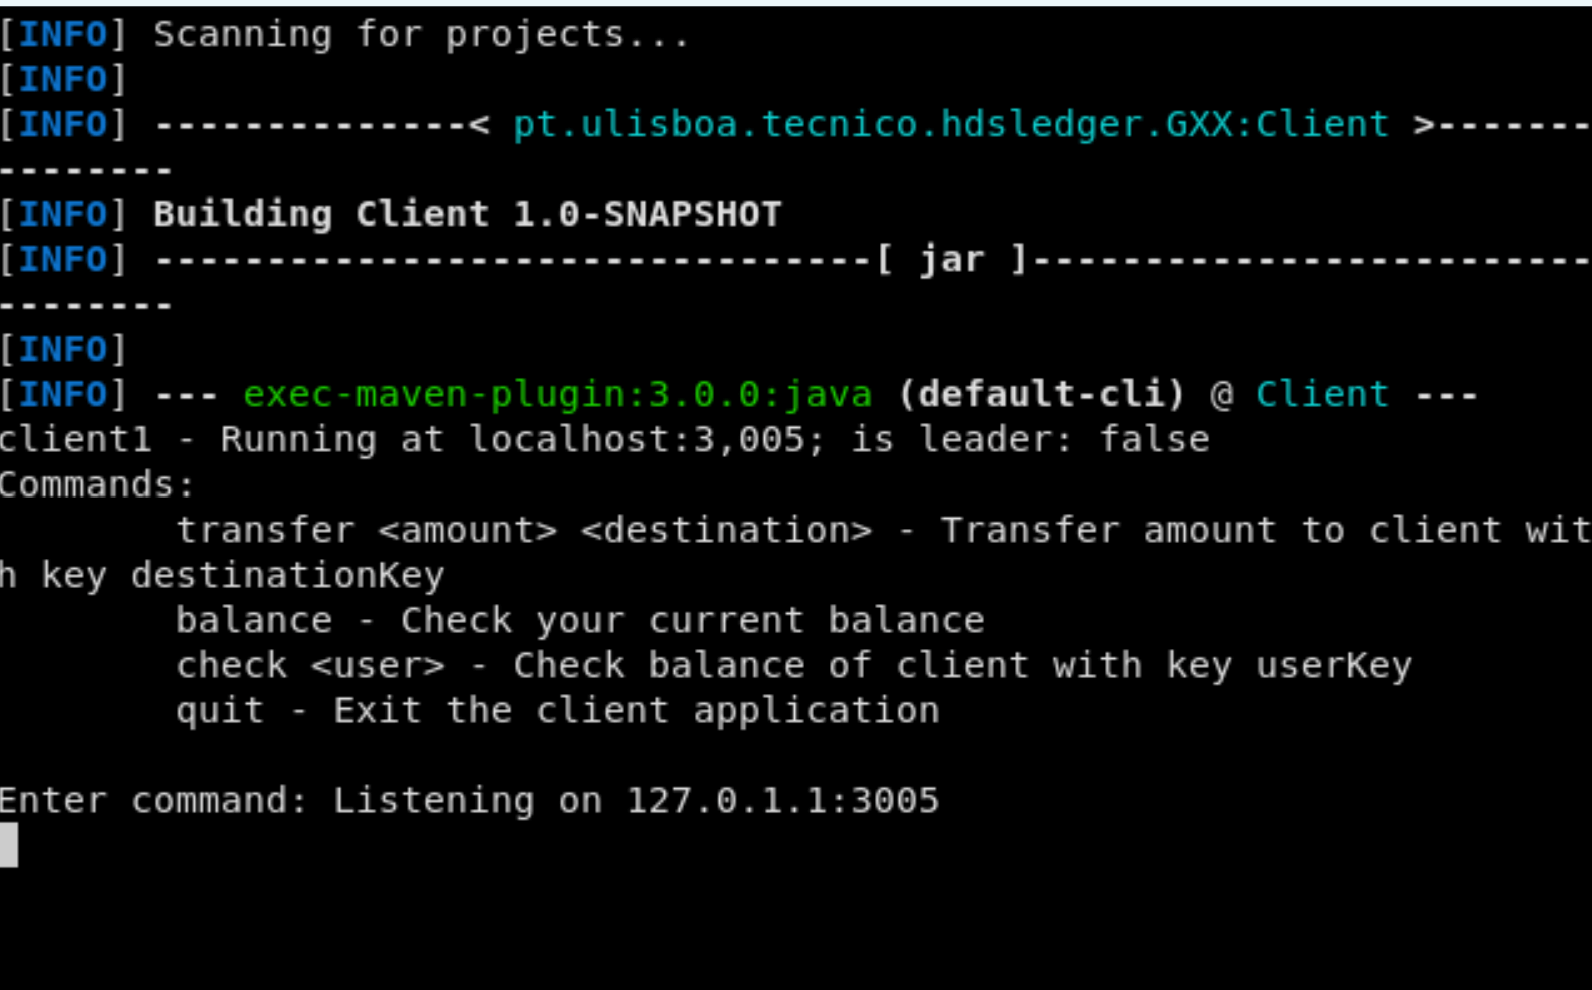 [INFO] Scanning for projects...
[INFO]
[INFO] --------------< pt.ulisboa.tecnico.hdsledger.GXX:Client >-------
--------
[INFO] Building Client 1.0-SNAPSHOT
[INFO] --------------------------------[ jar ]-------------------------
--------
[INFO]
[INFO] --- exec-maven-plugin:3.0.0:java (default-cli) @ Client ---
client1 - Running at localhost:3,005; is leader: false
Commands:
        transfer <amount> <destination> - Transfer amount to client wit
h key destinationKey
        balance - Check your current balance
        check <user> - Check balance of client with key userKey
        quit - Exit the client application

Enter command: Listening on 127.0.1.1:3005